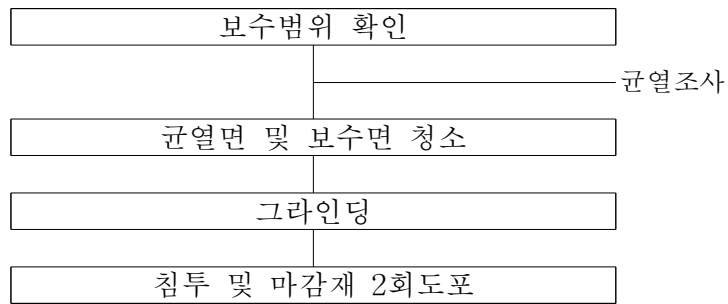 보수범위 확인
균열조사
균열면 및 보수면 청소
그라인딩
침투 및 마감재 2회도포